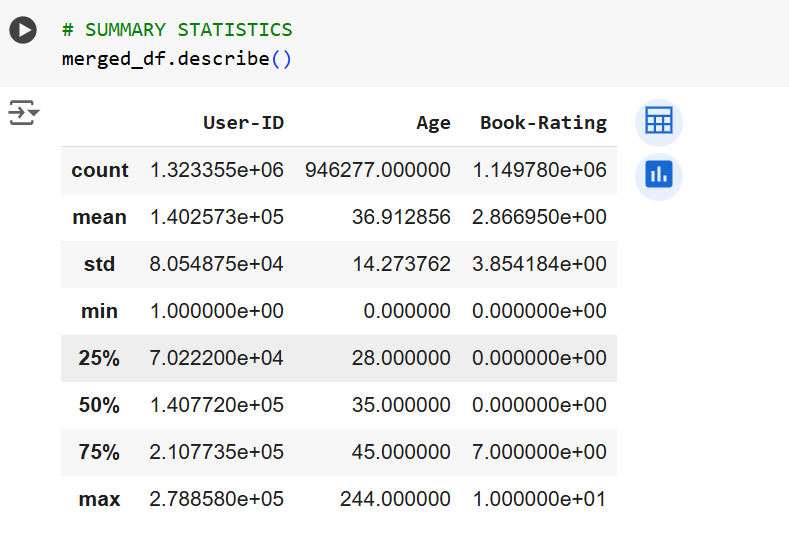 # SUMMARY STATISTICS
merged_df.describe()
User-ID Age Book-Rating
count 1.323355e+06 946277.000000 1.149780e+06
mean 1.402573e+05 36.912856 2.866950e+00
std 8.054875e+04 14.273762 3.854184e+00
min 1.000000e+00 0.000000 0.000000e+00
25% 7.022200e+04 28.000000 0.000000e+00
50% 1.407720e+05 35.000000 0.000000e+00
75% 2.107735e+05 45.000000 7.000000e+00
max 2.788580e+05 244.000000 1.000000e+01